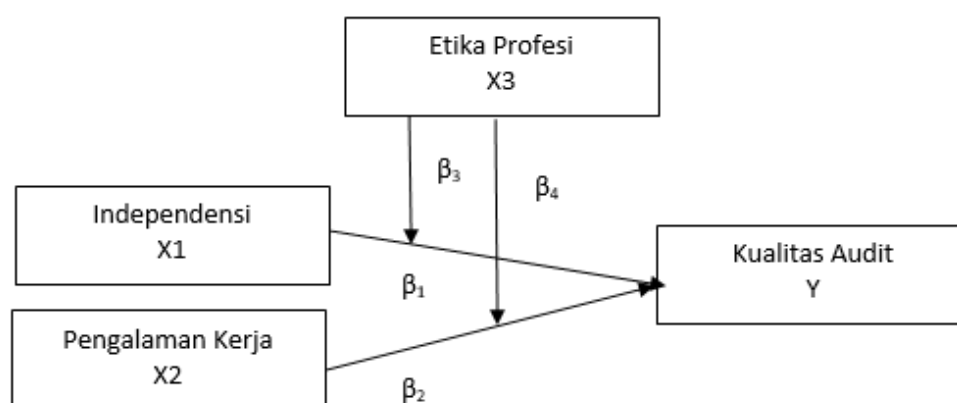 Etika Profesi
X3
β₃
β₄
Independensi
X1
β₁
Kualitas Audit
Y
Pengalaman Kerja
X2
β₂